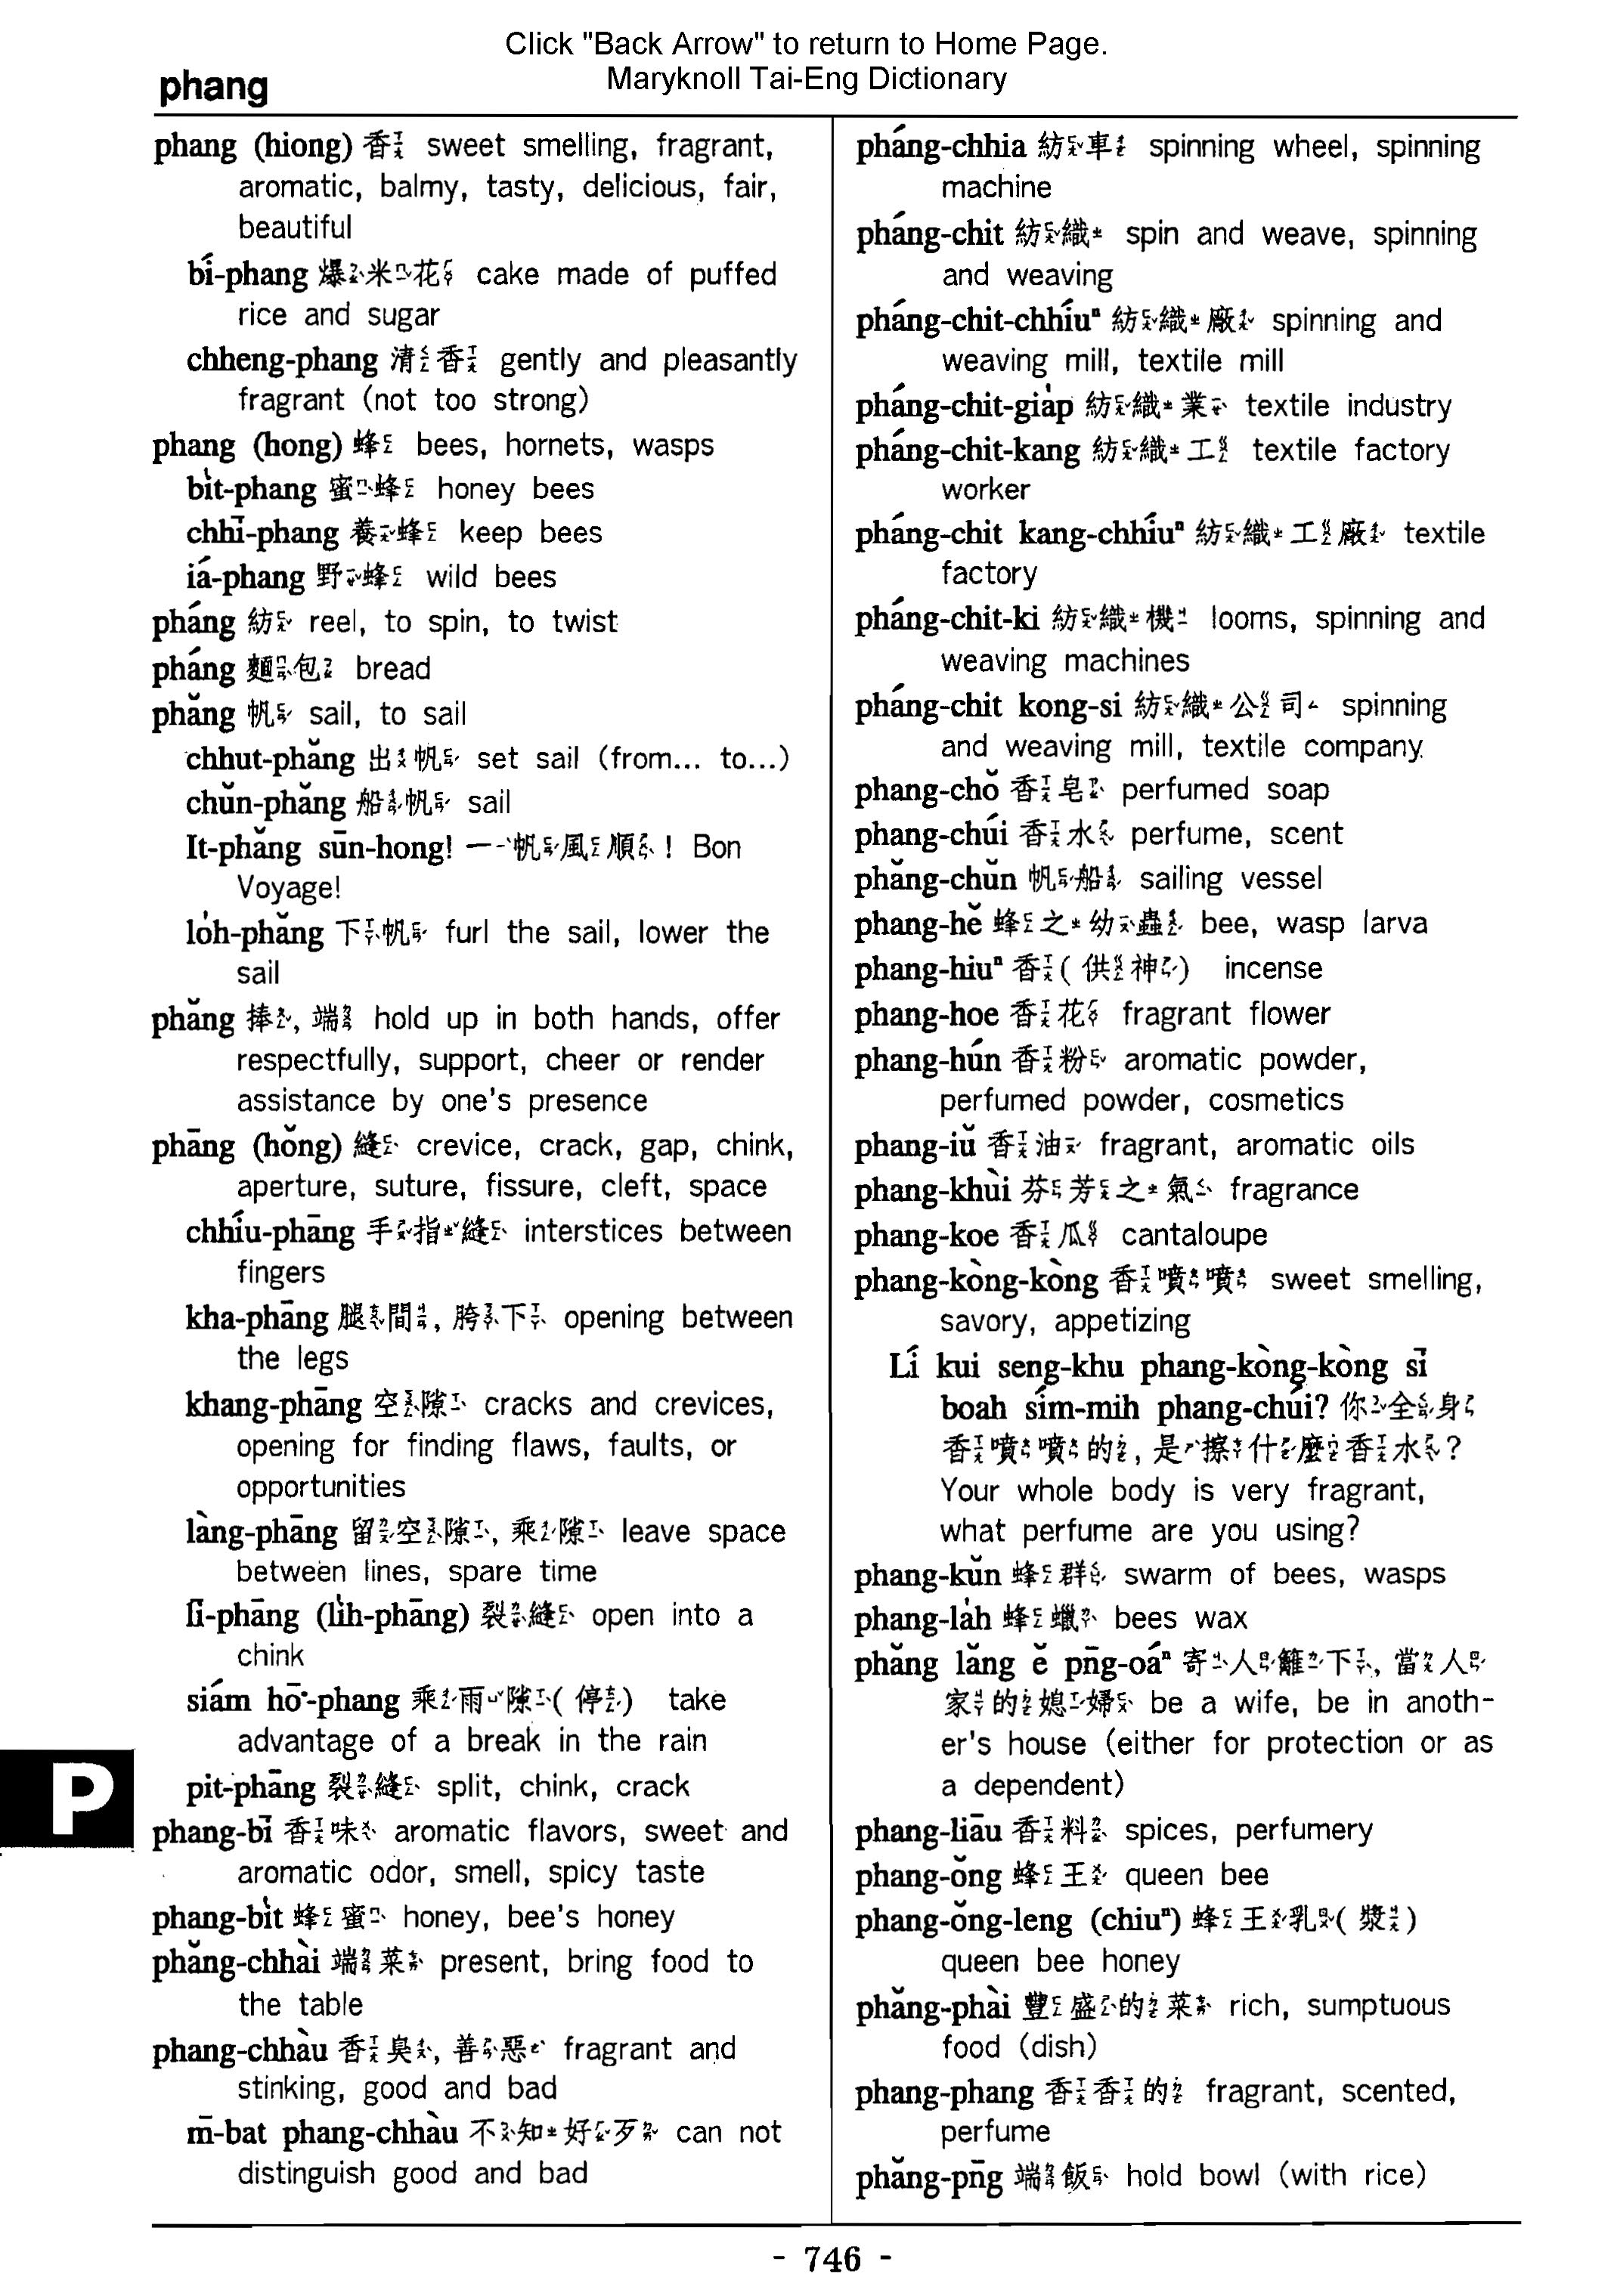 Click "Back Arrow" to return to Home Page.
Maryknoll Tai-Eng Dictionary
phang
phang (hiong) 香 sweet smelling, fragrant,
aromatic, balmy, tasty, delicious, fair,
beautiful
bí-phang 爆米花 cake made of puffed
rice and sugar
chheng-phang 清香 gently and pleasantly
fragrant (not too strong)
phang (hong) 蜂 bees, hornets, wasps
bi̍t-phang 蜜蜂 honey bees
chhī-phang 養蜂 keep bees
iá-phang 野蜂 wild bees
pháng 紡 reel, to spin, to twist
pháng 麵包 bread
phăng 帆 sail, to sail
chhut-phăng 出帆 set sail (from... to...)
chŭn-phăng 船帆 sail
It-phăng sūn-hong! 一帆風順! Bon
Voyage!
lo̍h-phăng 下帆 furl the sail, lower the
sail
phăng 捧, 端 hold up in both hands, offer
respectfully, support, cheer or render
assistance by one's presence
phāng (hŏng) 縫 crevice, crack, gap, chink,
aperture, suture, fissure, cleft, space
chhíu-phāng 手指縫 interstices between
fingers
kha-phāng 腿間, 胯下 opening between
the legs
khang-phāng 空隙 cracks and crevices,
opening for finding flaws, faults, or
opportunities
làng-phāng 留空隙, 乘隙 leave space
between lines, spare time
lī-phāng (li̍h-phāng) 裂縫 open into a
chink
siám hō͘-phang 乘雨隙(停) take
advantage of a break in the rain
pit-phāng 裂縫 split, chink, crack
phang-bī 香味 aromatic flavors, sweet and
aromatic odor, smell, spicy taste
phang-bi̍t 蜂蜜 honey, bee's honey
phăng-chhài 端菜 present, bring food to
the table
phang-chhàu 香臭, 善惡 fragrant and
stinking, good and bad
m̄-bat phang-chhàu 不知好歹 can not
distinguish good and bad
P
pháng-chhia 紡車 spinning wheel, spinning
machine
pháng-chit 紡織 spin and weave, spinning
and weaving
pháng-chit-chhíuⁿ 紡織廠 spinning and
weaving mill, textile mill
pháng-chit-gia̍p 紡織業 textile industry
pháng-chit-kang 紡織工 textile factory
worker
pháng-chit kang-chhíuⁿ 紡織工廠 textile
factory
pháng-chit-ki 紡織機 looms, spinning and
weaving machines
pháng-chit kong-si 紡織公司 spinning
and weaving mill, textile company
phang-chŏ 香皂 perfumed soap
phang-chúi 香水 perfume, scent
phăng-chŭn 帆船 sailing vessel
phang-hĕ 蜂之幼蟲 bee, wasp larva
phang-hiuⁿ 香(供神) incense
phang-hoe 香花 fragrant flower
phang-hún 香粉 aromatic powder,
perfumed powder, cosmetics
phang-iŭ 香油 fragrant, aromatic oils
phang-khùi 芬芳之氣 fragrance
phang-koe 香瓜 cantaloupe
phang-kòng-kòng 香噴噴 sweet smelling,
savory, appetizing
Lí kui seng-khu phang-kòng-kòng sī
boah sím-mih phang-chúi? 你全身
香噴噴的, 是擦什麼香水?
Your whole body is very fragrant,
what perfume are you using?
phang-kŭn 蜂群 swarm of bees, wasps
phang-la̍h 蜂蠟 bees wax
phăng lăng ĕ pn̄g-oáⁿ 寄人籬下, 當人
家的媳婦 be a wife, be in anoth-
er's house (either for protection or as
a dependent)
phang-liāu 香料 spices, perfumery
phang-ŏng 蜂王 queen bee
phang-ŏng-leng (chiuⁿ) 蜂王乳(漿)
queen bee honey
phăng-phài 豐盛的菜 rich, sumptuous
food (dish)
phang-phang 香香的 fragrant, scented,
perfume
phăng-pn̄g 端飯 hold bowl (with rice)
- 746 -